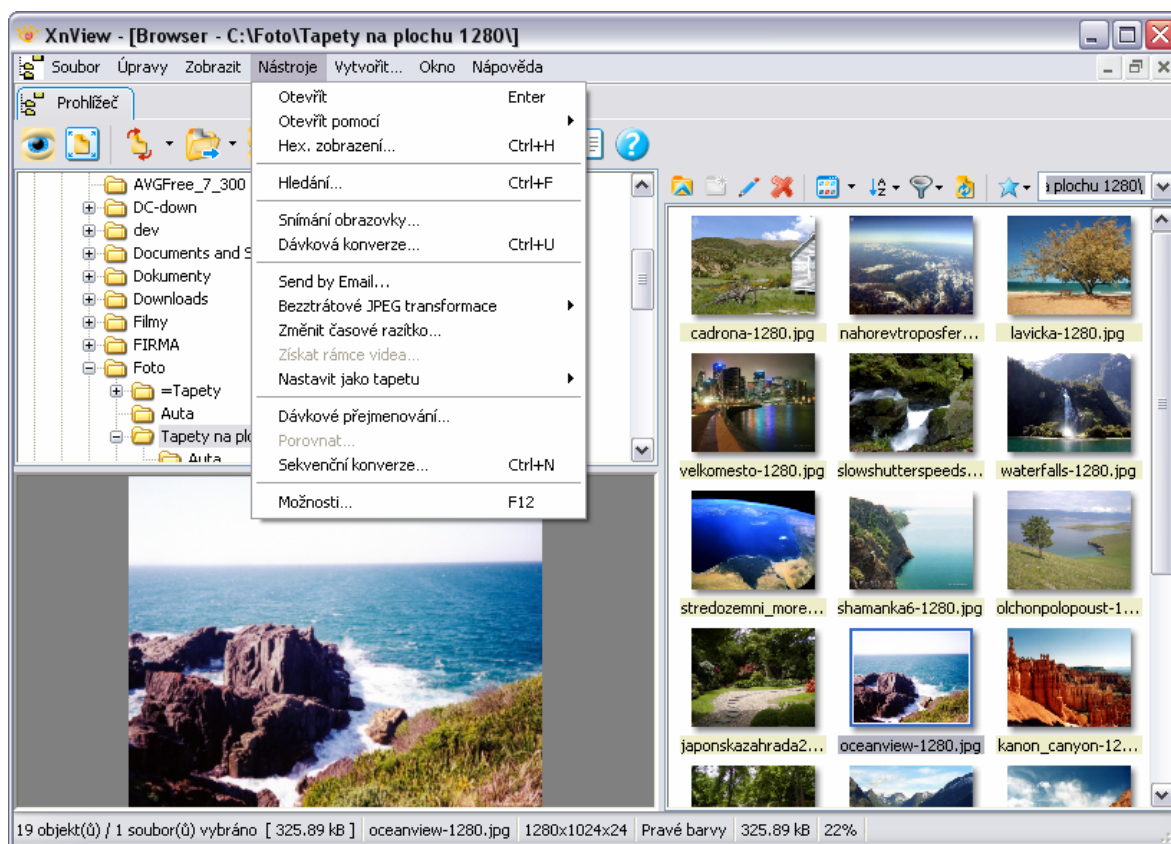 XnView - [Browser - C:\Foto\Tapety na plochu 1280\]
Soubor Úpravy Zobrazit Nástroje Vytvořit... Okno Nápověda
Prohlížeč
Otevřít Enter
Otevřít pomocí
Hex. zobrazení... Ctrl+H
Hledání... Ctrl+F
Snímání obrazovky...
Dávková konverze... Ctrl+U
Send by Email...
Bezztrátové JPEG transformace
Změnit časové razítko...
Získat rámce videa...
Nastavit jako tapetu
Dávkové přejmenování...
Porovnat...
Sekvenční konverze... Ctrl+N
Možnosti... F12
AVGFree_7_300
DC-down
dev
Documents and
Dokumenty
Downloads
Filmy
FIRMA
Foto
=Tapety
Auta
Tapety na
Auta
plochu 1280\
cadrona-1280.jpg nahorevtroposfer... lavicka-1280.jpg
velkomesto-1280.jpg slowshutterspeeds... waterfalls-1280.jpg
stredozemni_more... shamanka6-1280.jpg olchonpolopoust-1...
japonskazahrada2... oceanview-1280.jpg kanon_canyon-12...
19 objekt(û) / 1 soubor(û) vybráno [ 325.89 kB ] oceanview-1280.jpg 1280x1024x24 Pravé barvy 325.89 kB 22%